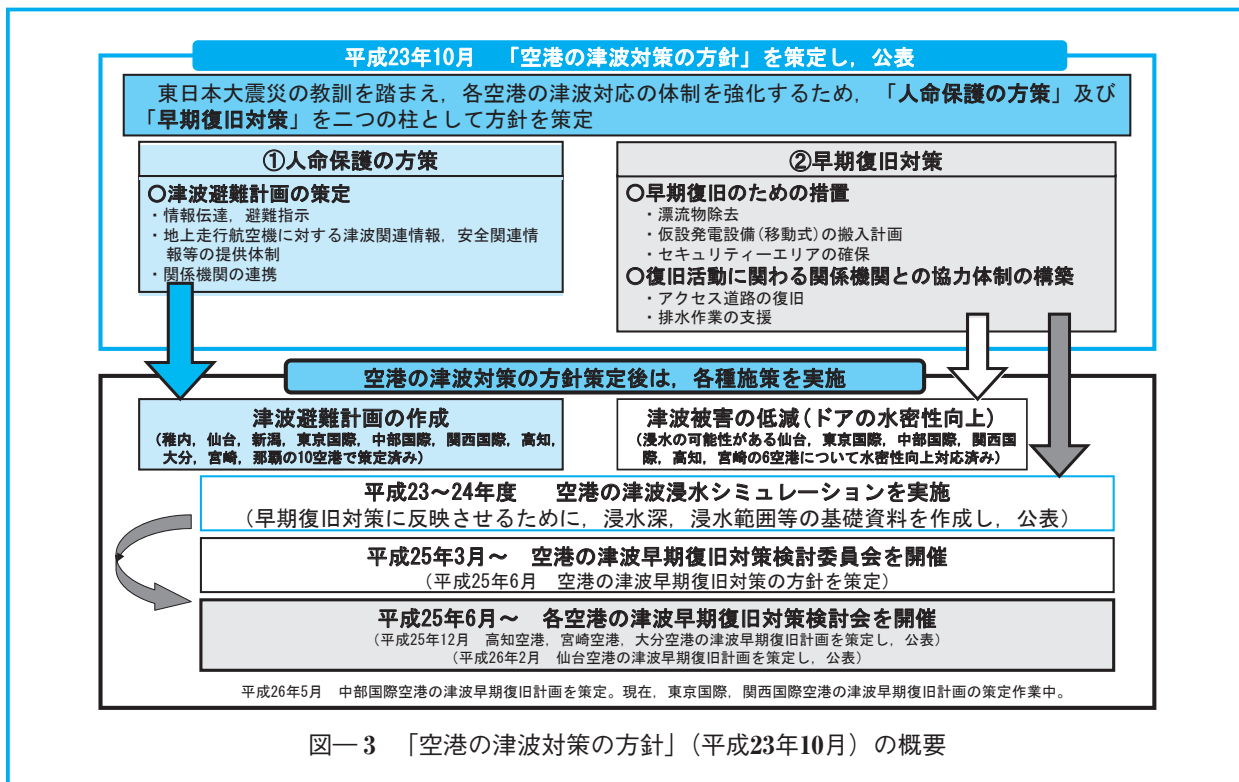 平成23年10月　「空港の津波対策の方針」を策定し，公表
東日本大震災の教訓を踏まえ，各空港の津波対応の体制を強化するため，「人命保護の方策」及び
「早期復旧対策」を二つの柱として方針を策定
①人命保護の方策
○津波避難計画の策定
・情報伝達，避難指示
・地上走行航空機に対する津波関連情報，安全関連情
報等の提供体制
・関係機関の連携
②早期復旧対策
○早期復旧のための措置
・漂流物除去
・仮設発電設備(移動式)の搬入計画
・セキュリティーエリアの確保
○復旧活動に関わる関係機関との協力体制の構築
・アクセス道路の復旧
・排水作業の支援
空港の津波対策の方針策定後は，各種施策を実施
津波避難計画の作成
(稚内，仙台，新潟，東京国際，中部国際，関西国際，高知，
大分，宮崎，那覇の10空港で策定済み)
津波被害の低減(ドアの水密性向上)
(浸水の可能性がある仙台，東京国際，中部国際，関西国
際，高知，宮崎の6空港について水密性向上対応済み)
平成23～24年度　空港の津波浸水シミュレーションを実施
(早期復旧対策に反映させるために，浸水深，浸水範囲等の基礎資料を作成し，公表)
平成25年3月～　空港の津波早期復旧対策検討委員会を開催
(平成25年6月　空港の津波早期復旧対策の方針を策定)
平成25年6月～　各空港の津波早期復旧対策検討会を開催
(平成25年12月　高知空港，宮崎空港，大分空港の津波早期復旧計画を策定し，公表)
(平成26年2月　仙台空港の津波早期復旧計画を策定し，公表)
平成26年5月　中部国際空港の津波早期復旧計画を策定。現在，東京国際，関西国際空港の津波早期復旧計画の策定作業中。
図―3　「空港の津波対策の方針」(平成23年10月) の概要